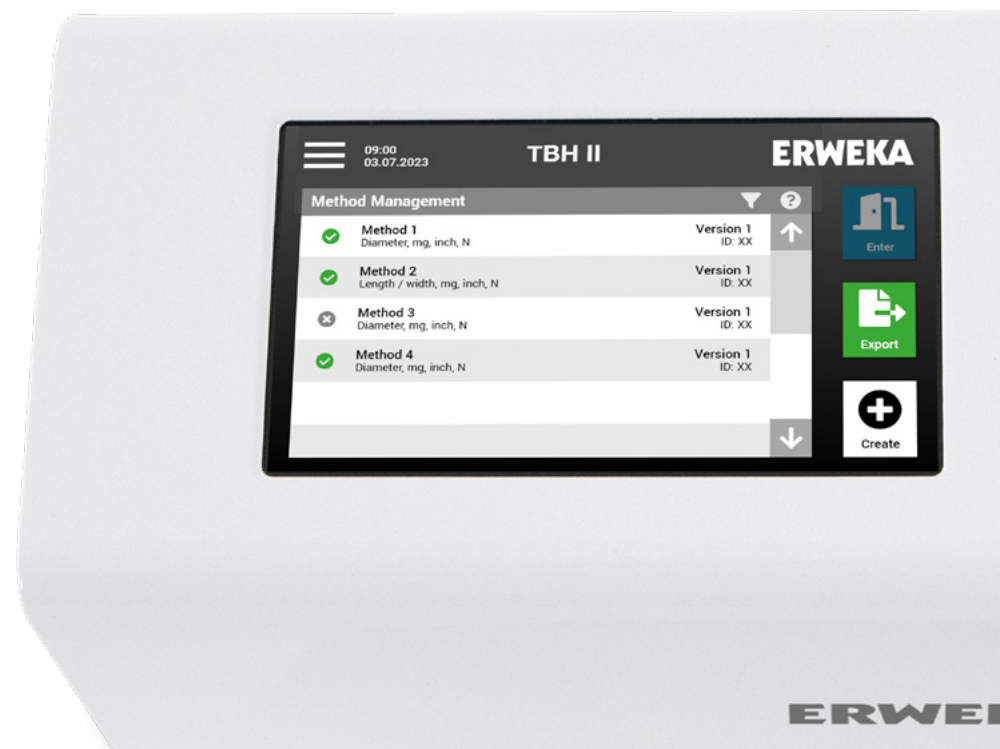 09:00
03.07.2023
TBH II
ERWEKA
Method Management
?
Method 1
Diameter, mg, inch, N
Version 1
ID: XX
Method 2
Length / width, mg, inch, N
Version 1
ID: XX
Method 3
Diameter, mg, inch, N
Version 1
ID: XX
Method 4
Diameter, mg, inch, N
Version 1
ID: XX
Enter
Export
Create
ERWE